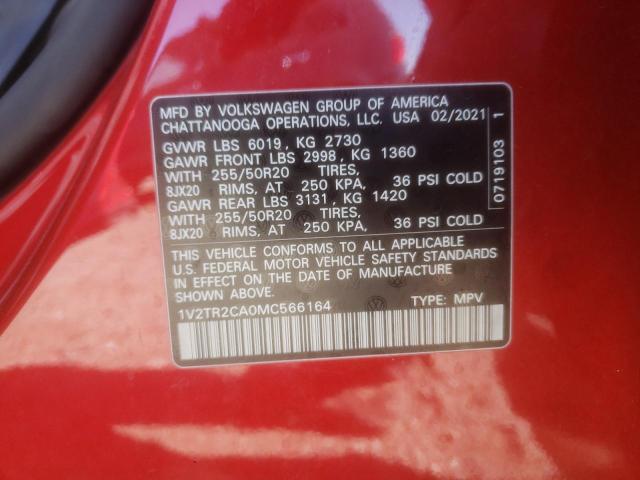 MFD BY VOLKSWAGEN GROUP OF AMERICA
CHATTANOOGA OPERATIONS, LLC. USA 02/2021
GVWR LBS 6019, KG 2730
GAWR FRONT LBS 2998, KG 1360
WITH 255/50R20 TIRES,
8JX20 RIMS, AT 250 KPA, 36 PSI COLD
GAWR REAR LBS 3131, KG 1420
WITH 255/50R20 TIRES,
8JX20 RIMS, AT 250 KPA, 36 PSI COLD
THIS VEHICLE CONFORMS TO ALL APPLICABLE
U.S. FEDERAL MOTOR VEHICLE SAFETY STANDARDS
IN EFFECT ON THE DATE OF MANUFACTURE
SHOWN ABOVE
1V2TR2CA0MC566164 TYPE: MPV
0719103 1